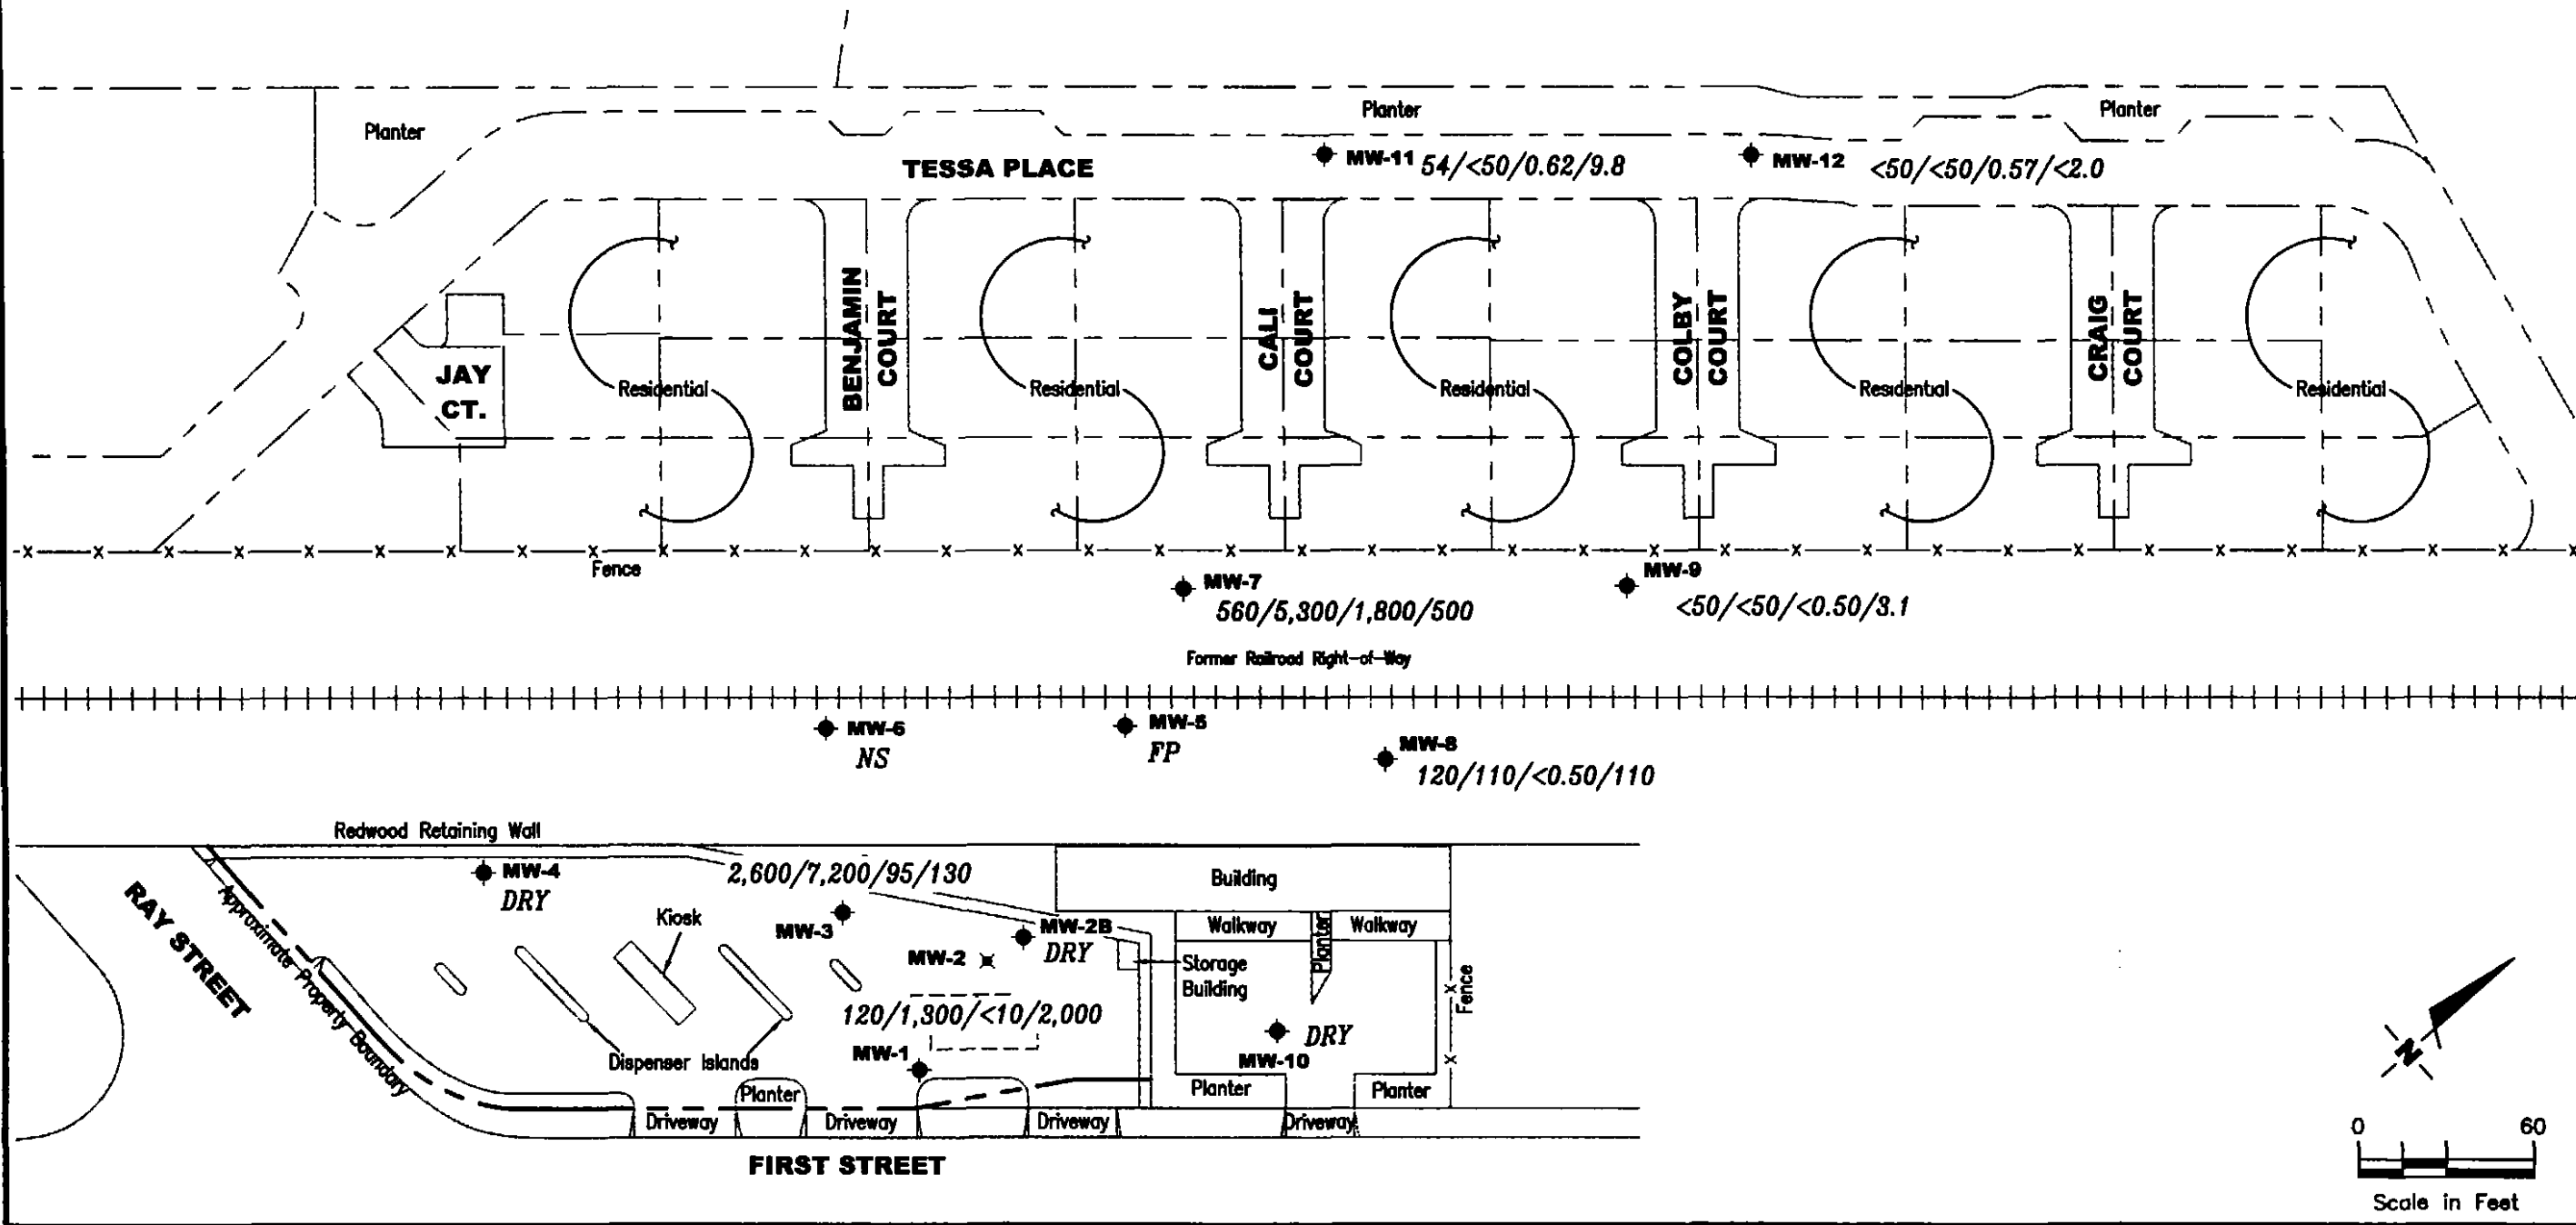 Planter
Planter
Planter
TESSA PLACE
MW-11 54/<50/0.62/9.8
MW-12 <50/<50/0.57/<2.0
JAY
CT.
Residential
BENJAMIN
COURT
Residential
CALI
COURT
Residential
COLBY
COURT
Residential
CRAIG
COURT
Residential
Fence
MW-7
560/5,300/1,800/500
MW-9
<50/<50/<0.50/3.1
Former Railroad Right-of-Way
MW-6
NS
MW-5
FP
MW-8
120/110/<0.50/110
Redwood Retaining Wall
RAY STREET
Approximate Property Boundary
MW-4
DRY
2,600/7,200/95/130
MW-3
Kiosk
MW-2B
DRY
MW-2
120/1,300/<10/2,000
MW-1
Dispenser Islands
Building
Walkway
Planter
Walkway
Storage
Building
Fence
DRY
MW-10
Planter
Planter
Planter
Driveway
Driveway
Driveway
Driveway
FIRST STREET
N
0 60
Scale in Feet